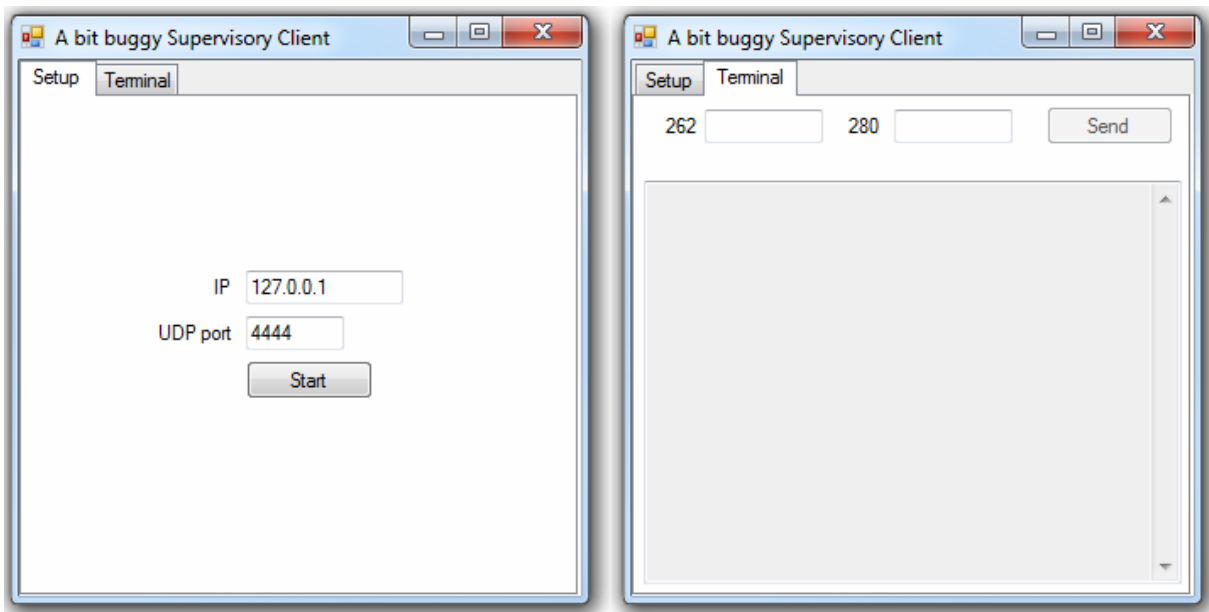 A bit buggy Supervisory Client
Setup Terminal
IP 127.0.0.1
UDP port 4444
Start
A bit buggy Supervisory Client
Setup Terminal
262 280 Send